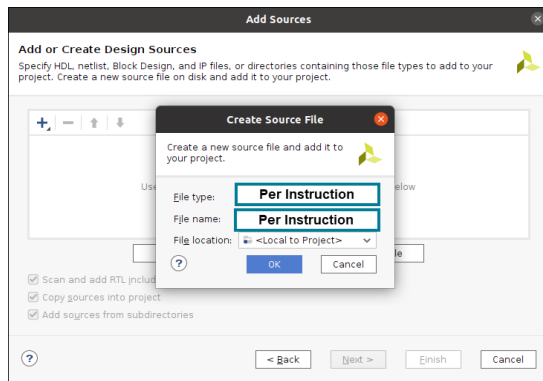 Add Sources
Add or Create Design Sources
Specify HDL, netlist, Block Design, and IP files, or directories containing those file types to add to your
project. Create a new source file on disk and add it to your project.
Create Source File
Create a new source file and add it to
your project.
Use
elow
File type:
Per Instruction
File name:
Per Instruction
File location:
<Local to Project>
le
?
OK
Cancel
Scan and add RTL includ
Copy sources into project
Add sources from subdirectories
?
< Back
Next >
Finish
Cancel